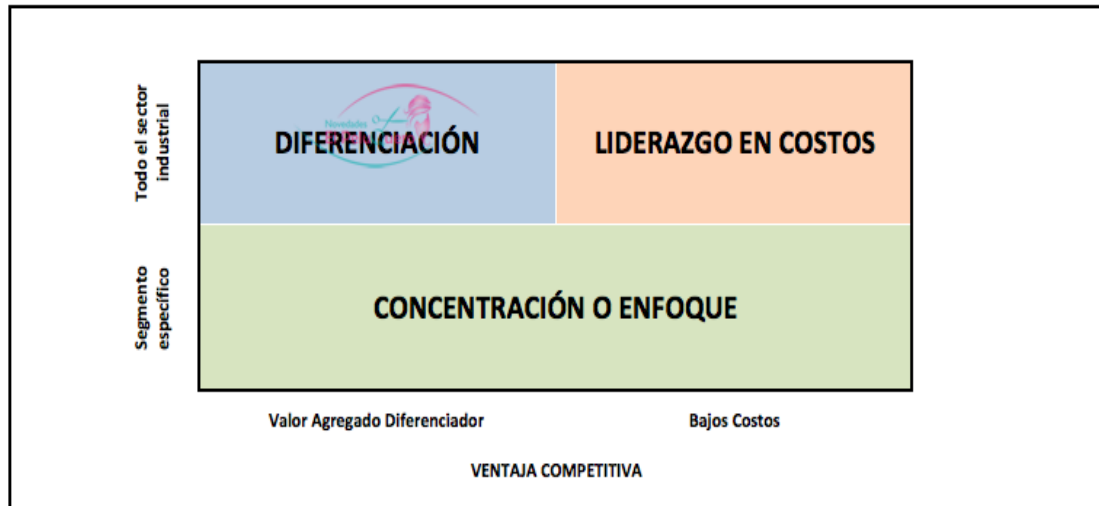 Todo el sector
industrial
Novedades
DIFERENCIACIÓN
LIDERAZGO EN COSTOS
Segmento
específico
CONCENTRACIÓN O ENFOQUE
Valor Agregado Diferenciador
Bajos Costos
VENTAJA COMPETITIVA